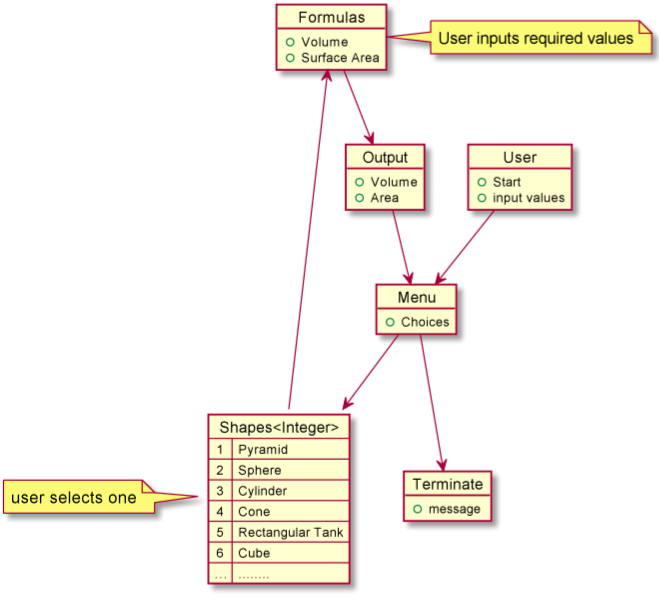 Formulas
Volume
Surface Area
User inputs required values
Output
Volume
Area
User
Start
input values
Menu
Choices
Shapes<Integer>
1 Pyramid
2 Sphere
3 Cylinder
4 Cone
5 Rectangular Tank
6 Cube
... ........
user selects one
Terminate
message